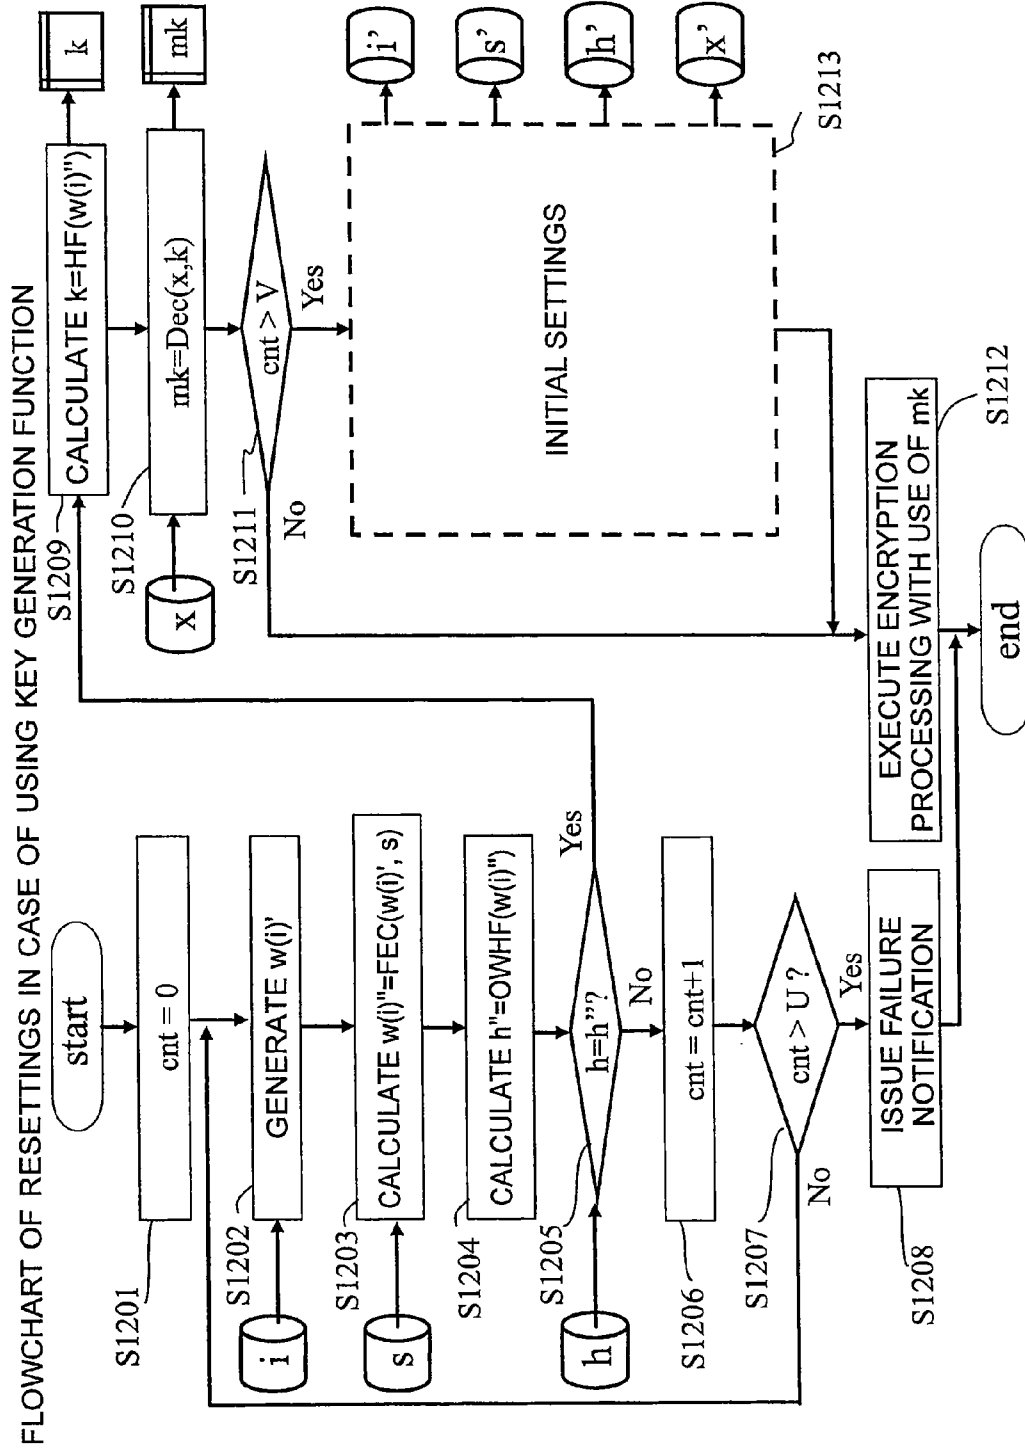 FLOWCHART OF RESETTINGS IN CASE OF USING KEY GENERATION FUNCTION
start
cnt = 0
S1201
GENERATE w(i)'
S1202
i
CALCULATE w(i)''=FEC(w(i)', s)
S1203
s
CALCULATE h''=OWHF(w(i)'')
S1204
h=h''?
S1205
h
Yes
No
cnt = cnt+1
S1206
cnt > U ?
S1207
No
Yes
ISSUE FAILURE
NOTIFICATION
S1208
CALCULATE k=HF(w(i)'')
S1209
k
mk=Dec(x,k)
S1210
x
mk
cnt > V
S1211
No
Yes
INITIAL SETTINGS
i'
s'
h'
x'
S1213
EXECUTE ENCRYPTION
PROCESSING WITH USE OF mk
S1212
end